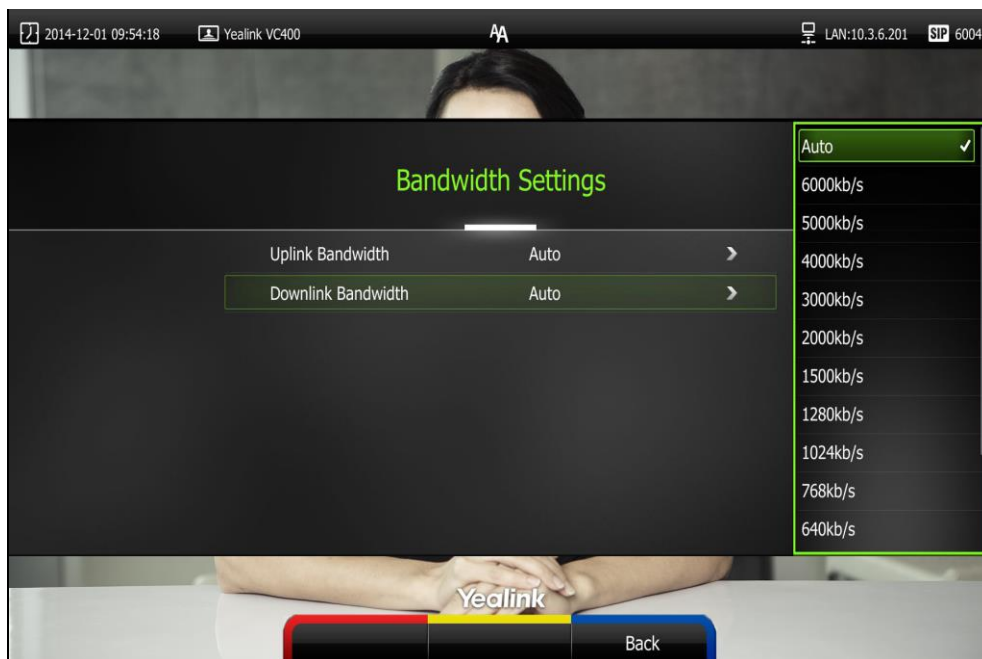 2014-12-01 09:54:18 Yealink VC400 AA LAN:10.3.6.201 SIP 6004
Bandwidth Settings
Uplink Bandwidth Auto
Downlink Bandwidth Auto
Auto
6000kb/s
5000kb/s
4000kb/s
3000kb/s
2000kb/s
1500kb/s
1280kb/s
1024kb/s
768kb/s
640kb/s
Yealink
Back